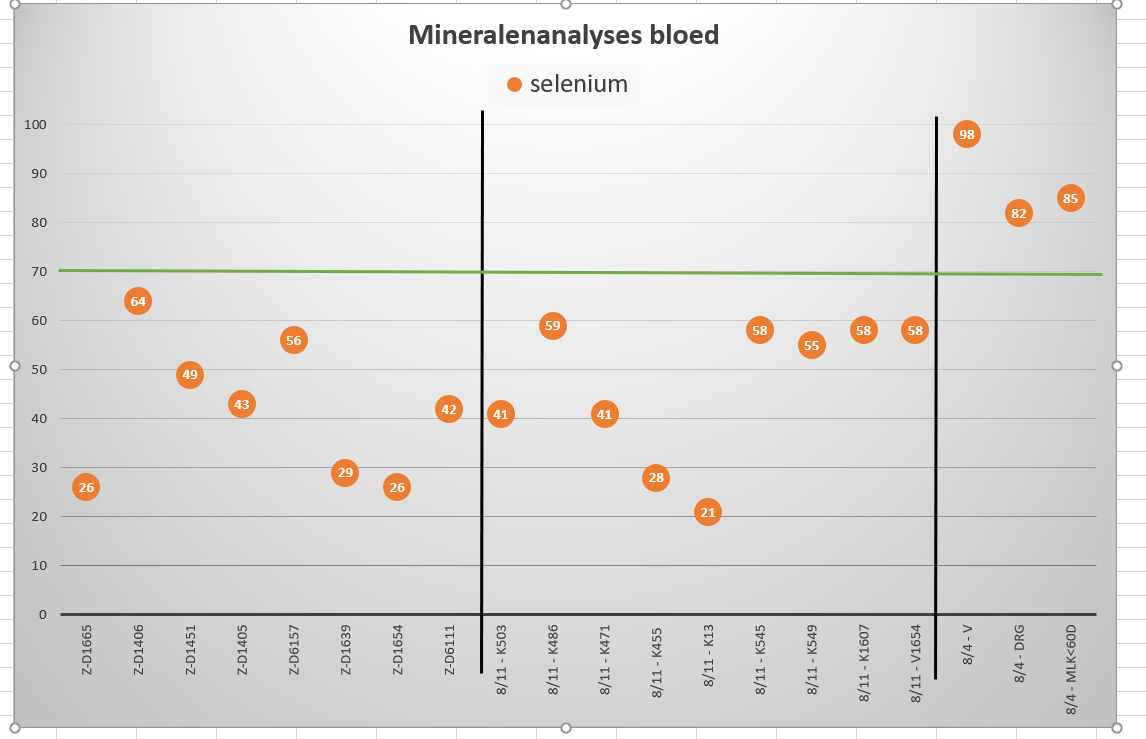 Mineralenanalyses bloed
selenium
100
90
80
70
60
50
40
30
20
10
0
26
64
49
43
56
29
26
42
41
59
41
28
21
58
55
58
58
98
82
85
Z-D1665
Z-D1406
Z-D1451
Z-D1405
Z-D6157
Z-D1639
Z-D1654
Z-D6111
8/11 - K503
8/11 - K486
8/11 - K471
8/11 - K455
8/11 - K13
8/11 - K545
8/11 - K549
8/11 - K1607
8/11 - V1654
8/4 - V
8/4 - DRG
8/4 - MLK<60D